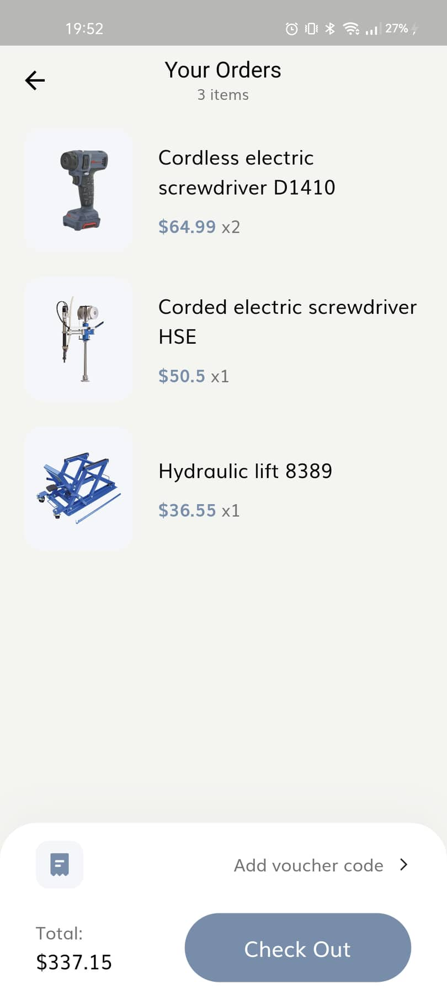 19:52
27%
Your Orders
3 items
Cordless electric
screwdriver D1410
$64.99 x2
Corded electric screwdriver
HSE
$50.5 x1
Hydraulic lift 8389
$36.55 x1
Add voucher code
Total:
$337.15
Check Out